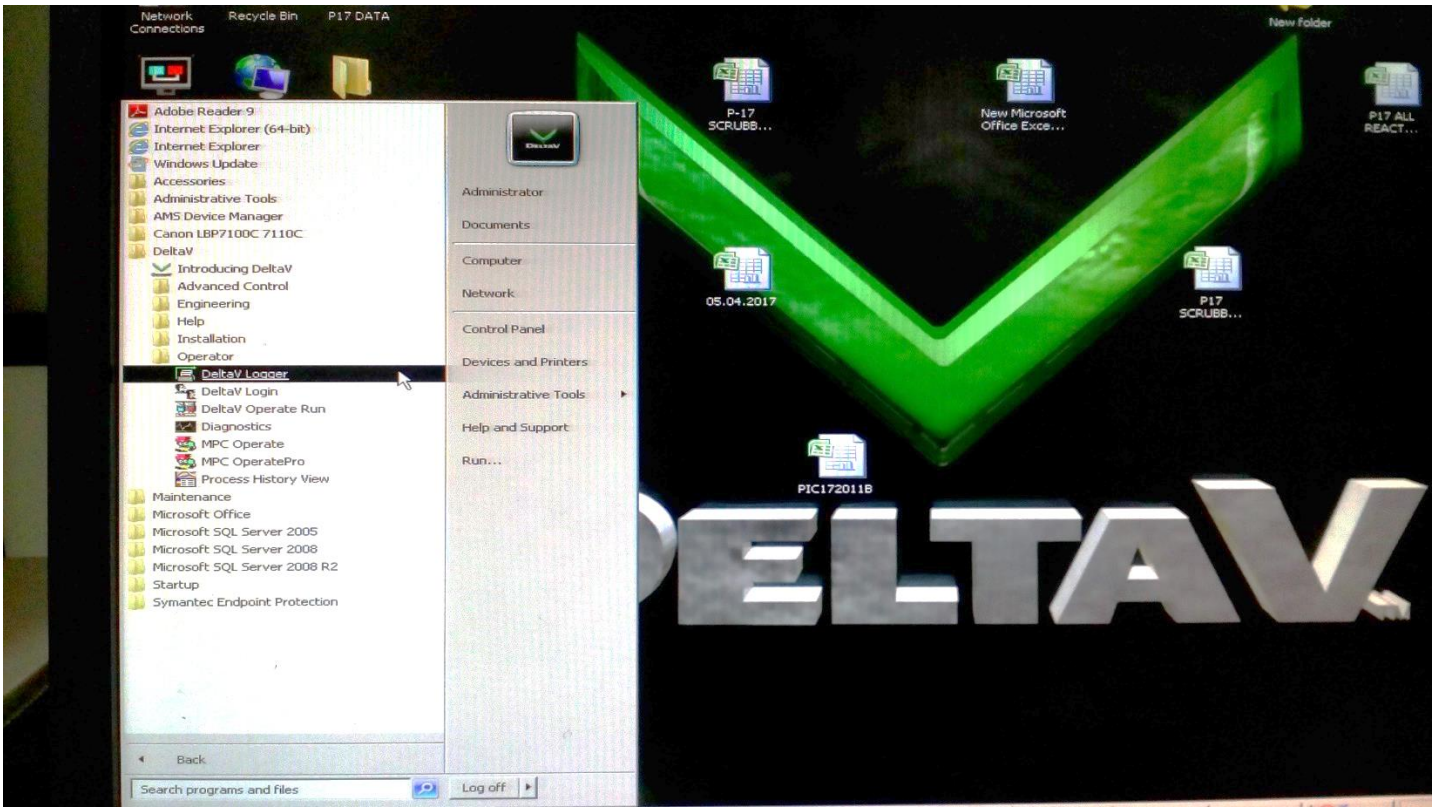 Network
Connections
Recycle Bin
P17 DATA
New folder
Adobe Reader 9
Internet Explorer (64-bit)
Internet Explorer
Windows Update
Accessories
Administrative Tools
AMS Device Manager
Canon LBP7100C 7110C
DeltaV
Introducing DeltaV
Advanced Control
Engineering
Help
Installation
Operator
DeltaV Logger
DeltaV Login
DeltaV Operate Run
Diagnostics
MPC Operate
MPC OperatePro
Process History View
Maintenance
Microsoft Office
Microsoft SQL Server 2005
Microsoft SQL Server 2008
Microsoft SQL Server 2008 R2
Startup
Symantec Endpoint Protection
Back
Search programs and files
DELTAV
Administrator
Documents
Computer
Network
Control Panel
Devices and Printers
Administrative Tools
Help and Support
Run...
Log off
P-17
SCRUBB...
New Microsoft
Office Exce...
P17 ALL
REACT...
05.04.2017
P17
SCRUBB...
PIC172011B
DELTAV